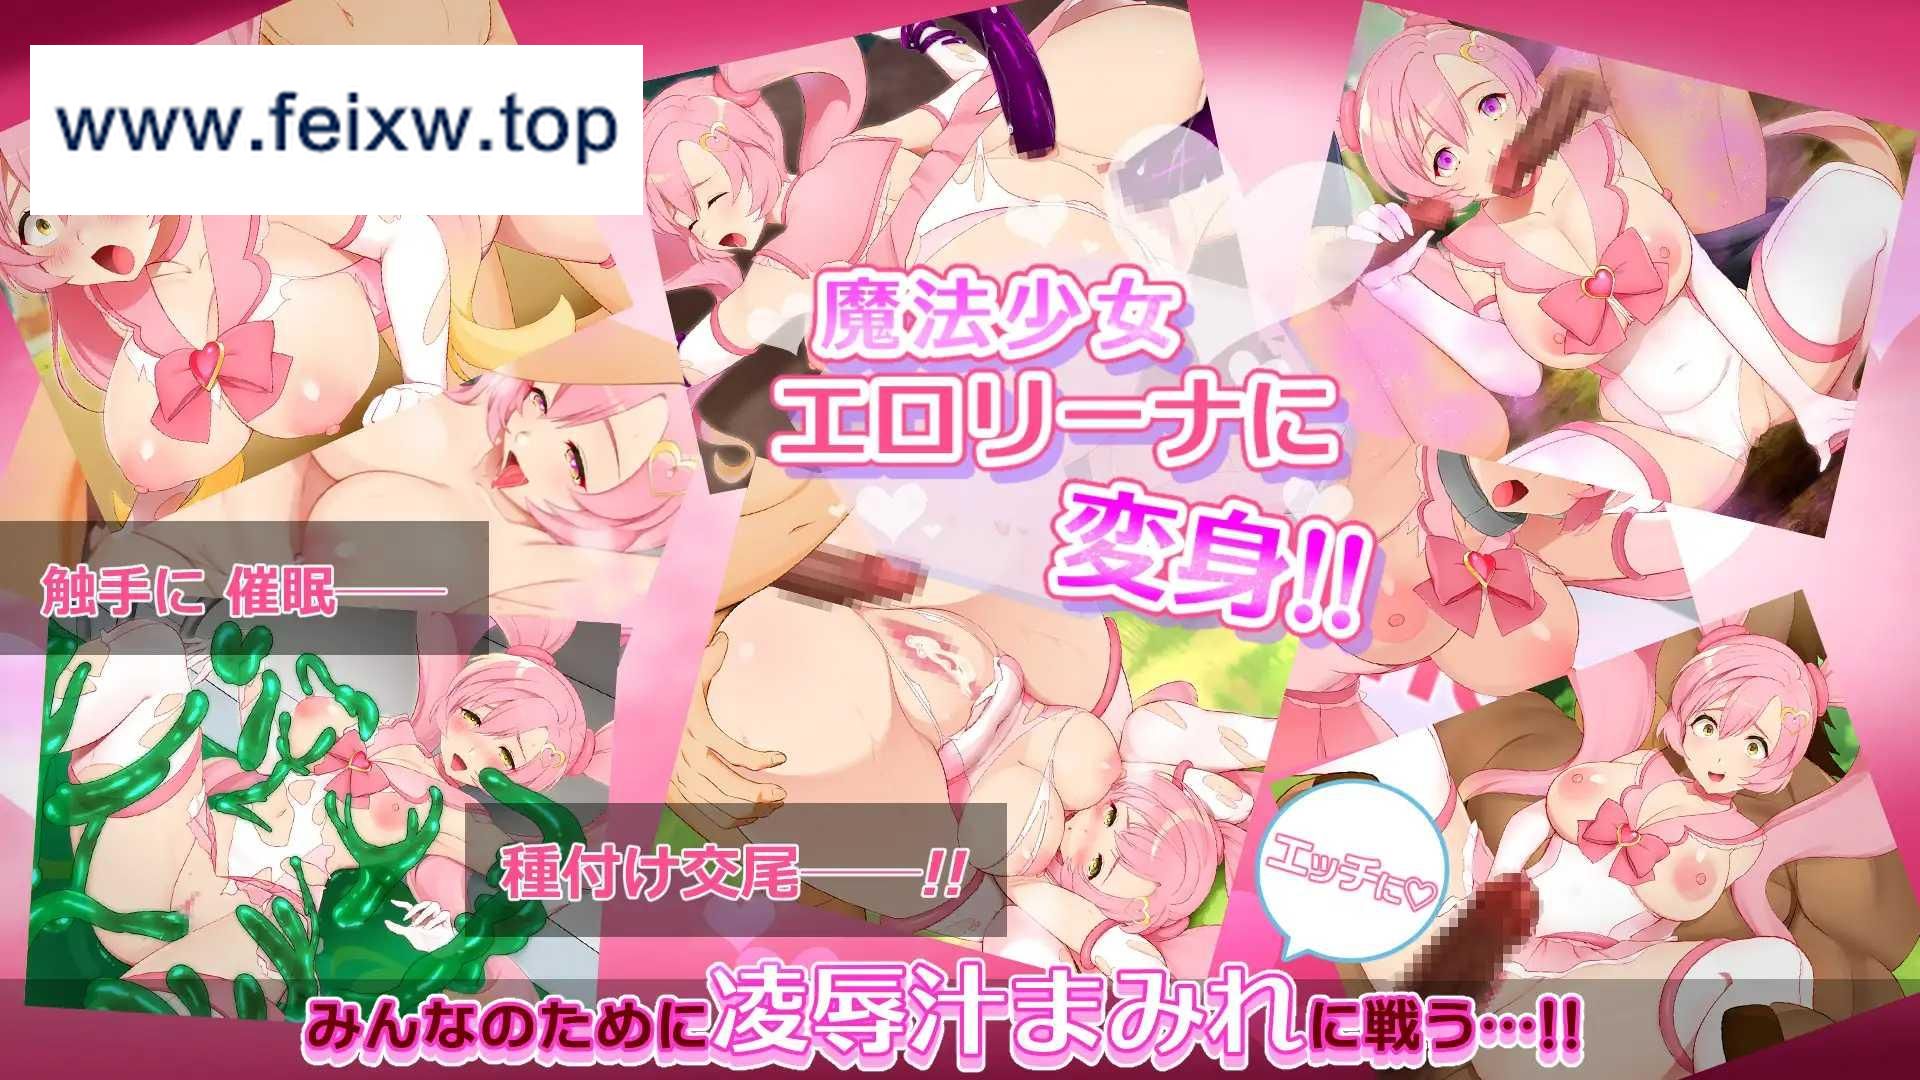 www.feixw.top
魔法少女
エロリーナに
変身!!
触手に 催眠――
種付け交尾――!!
エッチに♡
みんなのために凌辱汁まみれに戦う…!!